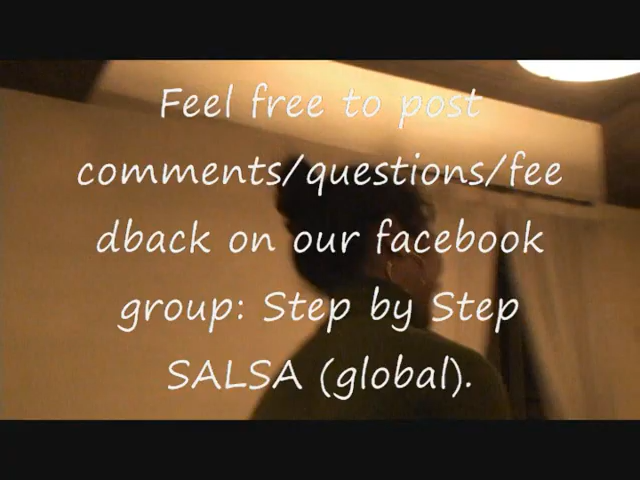 Feel free to post
comments/questions/fee
dback on our facebook
group: Step by Step
SALSA (global).